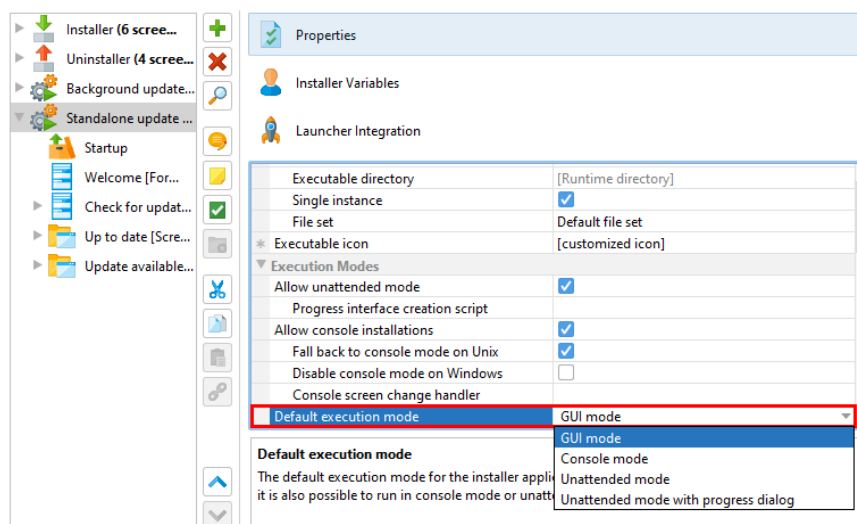 Installer (6 scree...
Uninstaller (4 scree...
Background update...
Standalone update ...
Startup
Welcome [For...
Check for updat...
Up to date [Scre...
Update available...
Properties
Installer Variables
Launcher Integration
Executable directory [Runtime directory]
Single instance
File set Default file set
Executable icon [customized icon]
Execution Modes
Allow unattended mode
Progress interface creation script
Allow console installations
Fall back to console mode on Unix
Disable console mode on Windows
Console screen change handler
Default execution mode GUI mode
GUI mode
Console mode
Unattended mode
Unattended mode with progress dialog
Default execution mode
The default execution mode for the installer appli
it is also possible to run in console mode or unatt